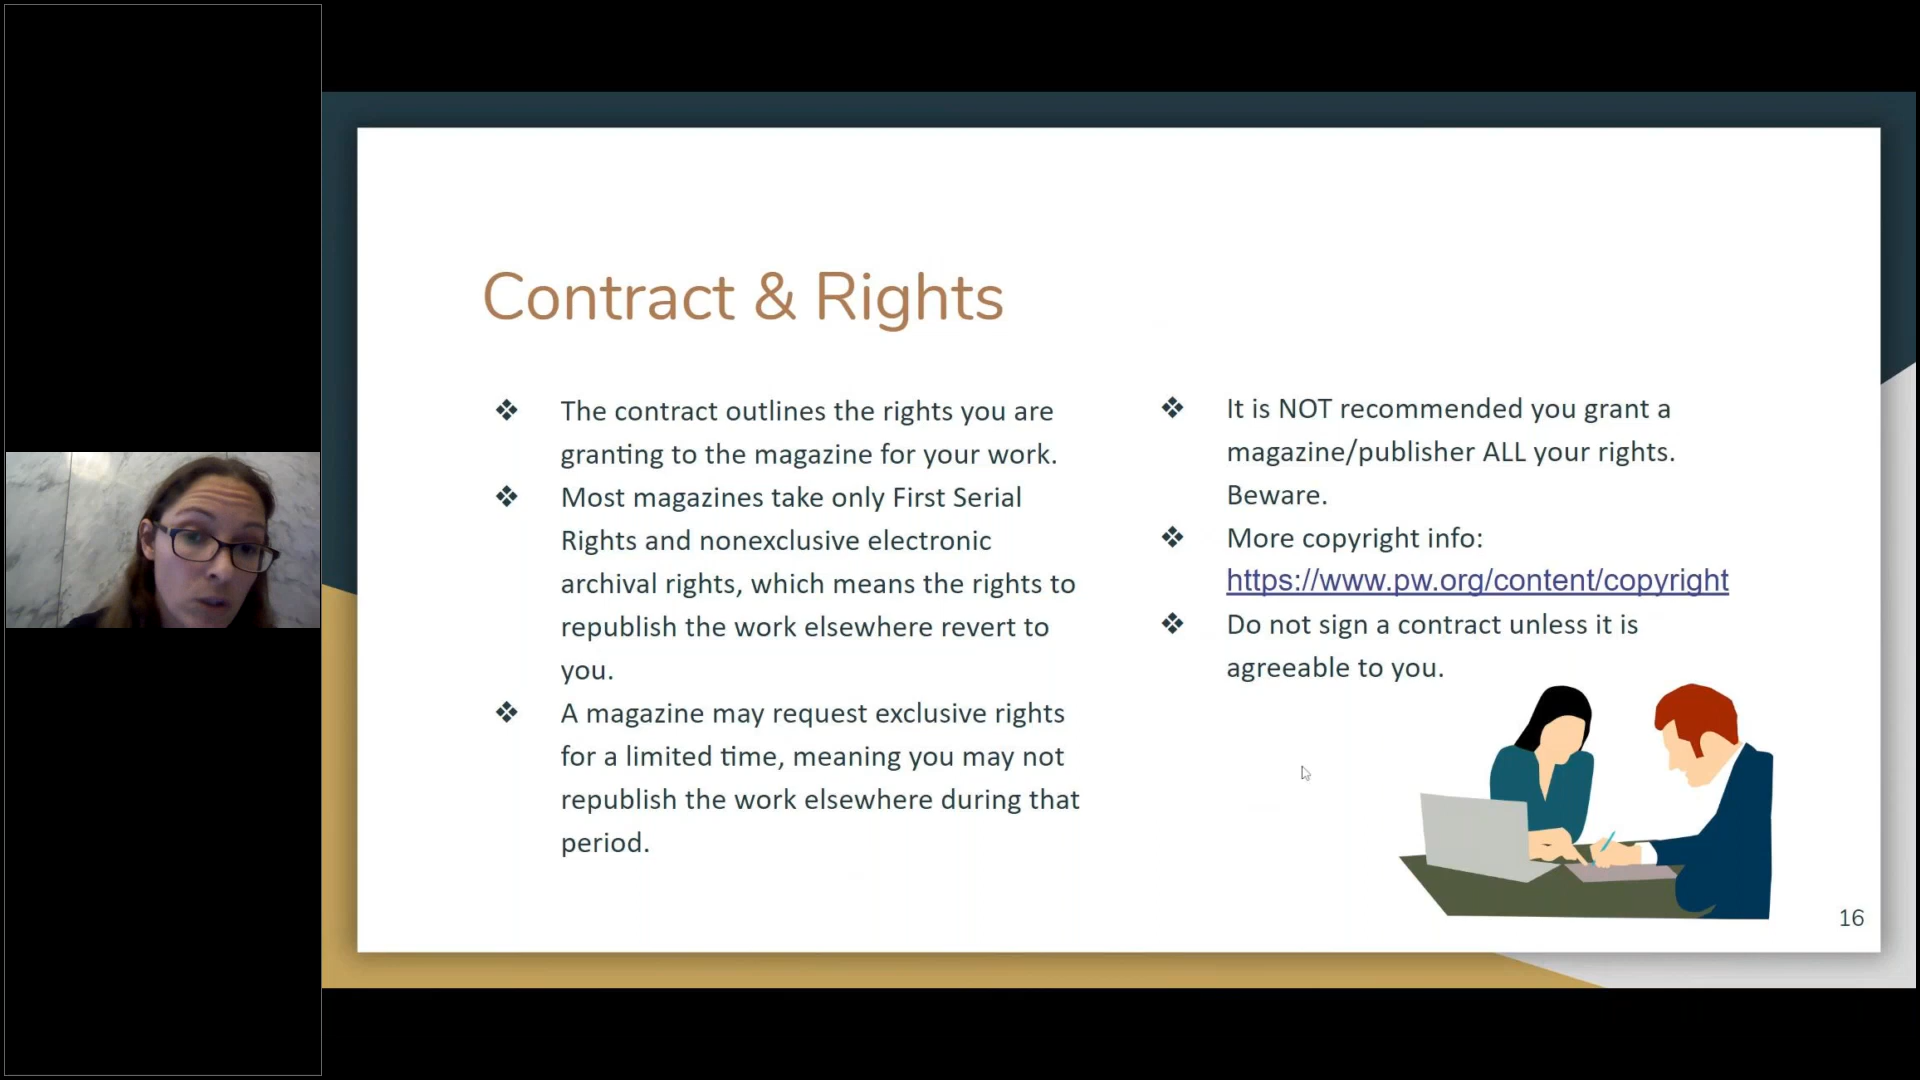 Contract & Rights
❖ The contract outlines the rights you are
granting to the magazine for your work.
❖ Most magazines take only First Serial
Rights and nonexclusive electronic
archival rights, which means the rights to
republish the work elsewhere revert to
you.
❖ A magazine may request exclusive rights
for a limited time, meaning you may not
republish the work elsewhere during that
period.
❖ It is NOT recommended you grant a
magazine/publisher ALL your rights.
Beware.
❖ More copyright info:
https://www.pw.org/content/copyright
❖ Do not sign a contract unless it is
agreeable to you.
16